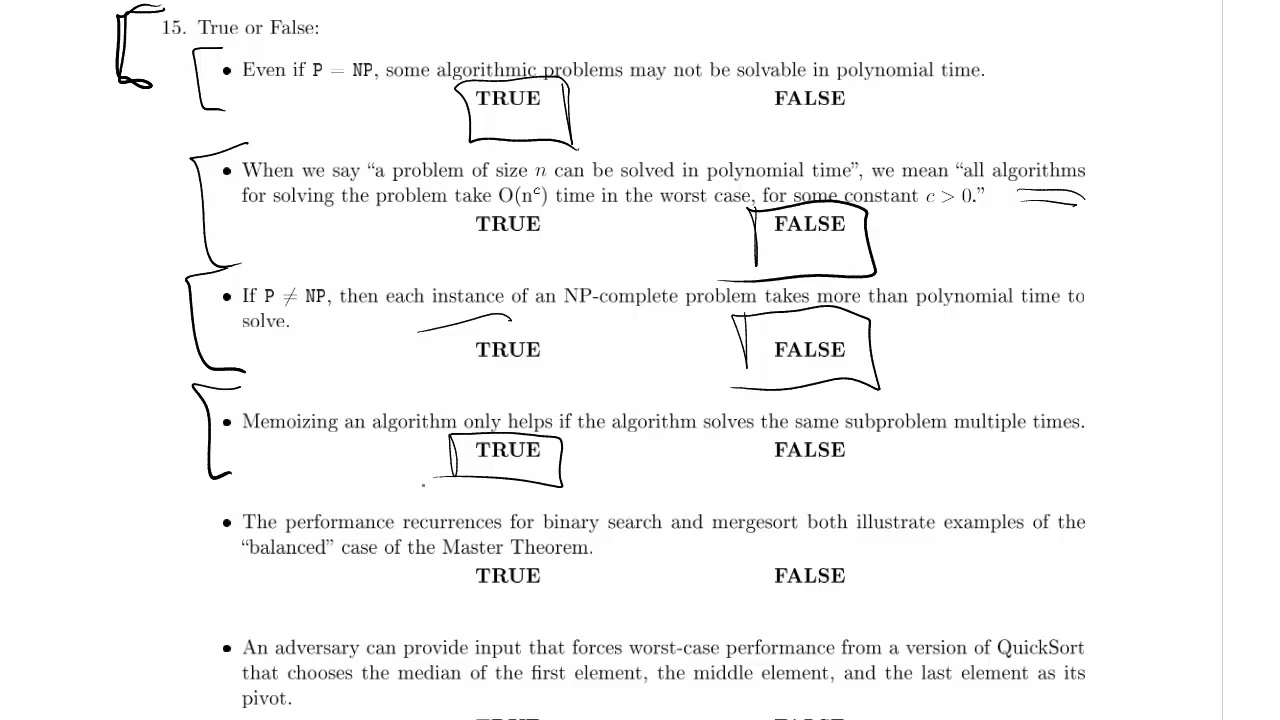 15. True or False:
• Even if P = NP, some algorithmic problems may not be solvable in polynomial time.
TRUE FALSE
• When we say “a problem of size n can be solved in polynomial time”, we mean “all algorithms
for solving the problem take O(nᶜ) time in the worst case, for some constant c > 0.”
TRUE FALSE
• If P ≠ NP, then each instance of an NP-complete problem takes more than polynomial time to
solve.
TRUE FALSE
• Memoizing an algorithm only helps if the algorithm solves the same subproblem multiple times.
TRUE FALSE
• The performance recurrences for binary search and mergesort both illustrate examples of the
“balanced” case of the Master Theorem.
TRUE FALSE
• An adversary can provide input that forces worst-case performance from a version of QuickSort
that chooses the median of the first element, the middle element, and the last element as its
pivot.